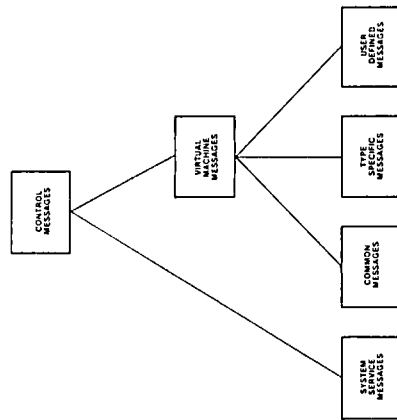 CONTROL
MESSAGES
VIRTUAL
MACHINE
MESSAGES
SYSTEM
SERVICE
MESSAGES
COMMON
MESSAGES
TYPE
SPECIFIC
MESSAGES
USER
DEFINED
MESSAGES